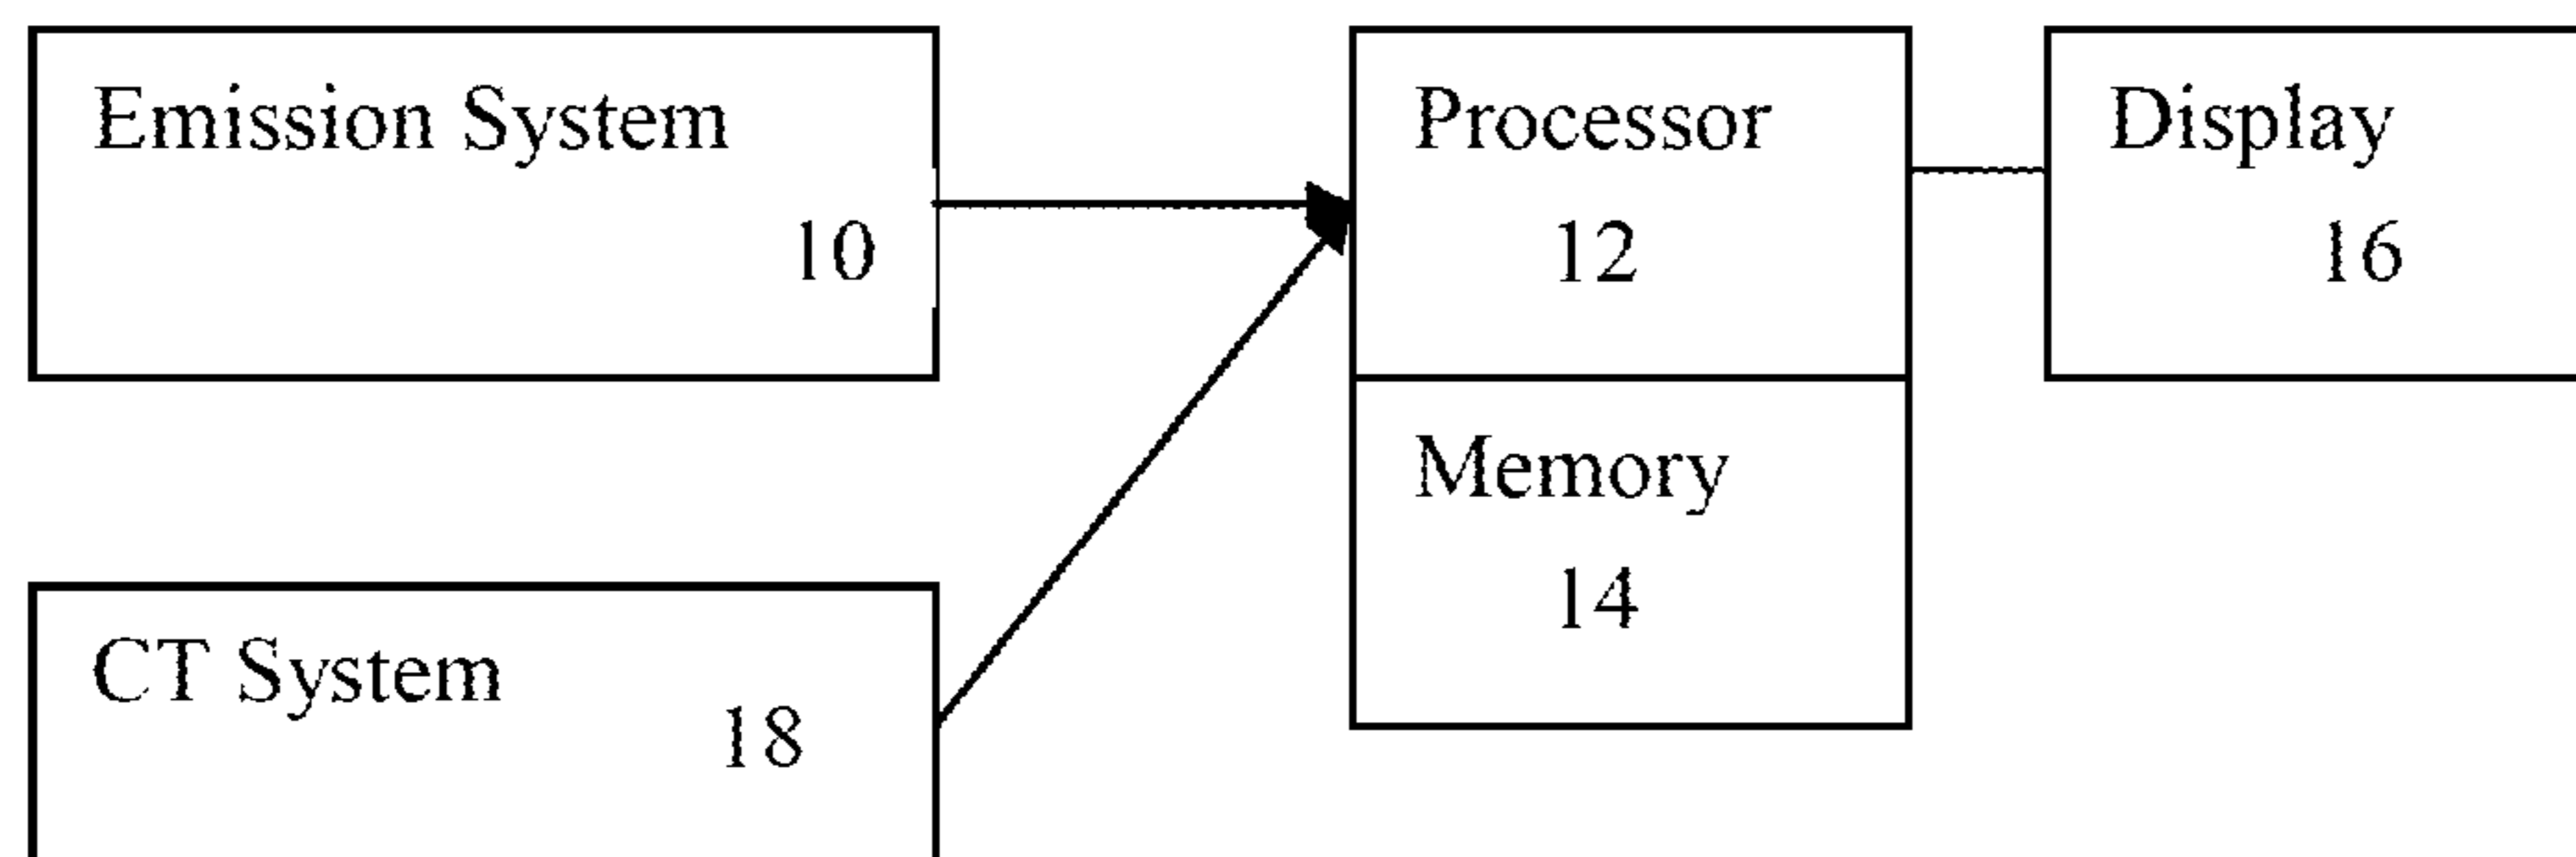 Emission System
10
Processor
12
Display
16
Memory
14
CT System
18